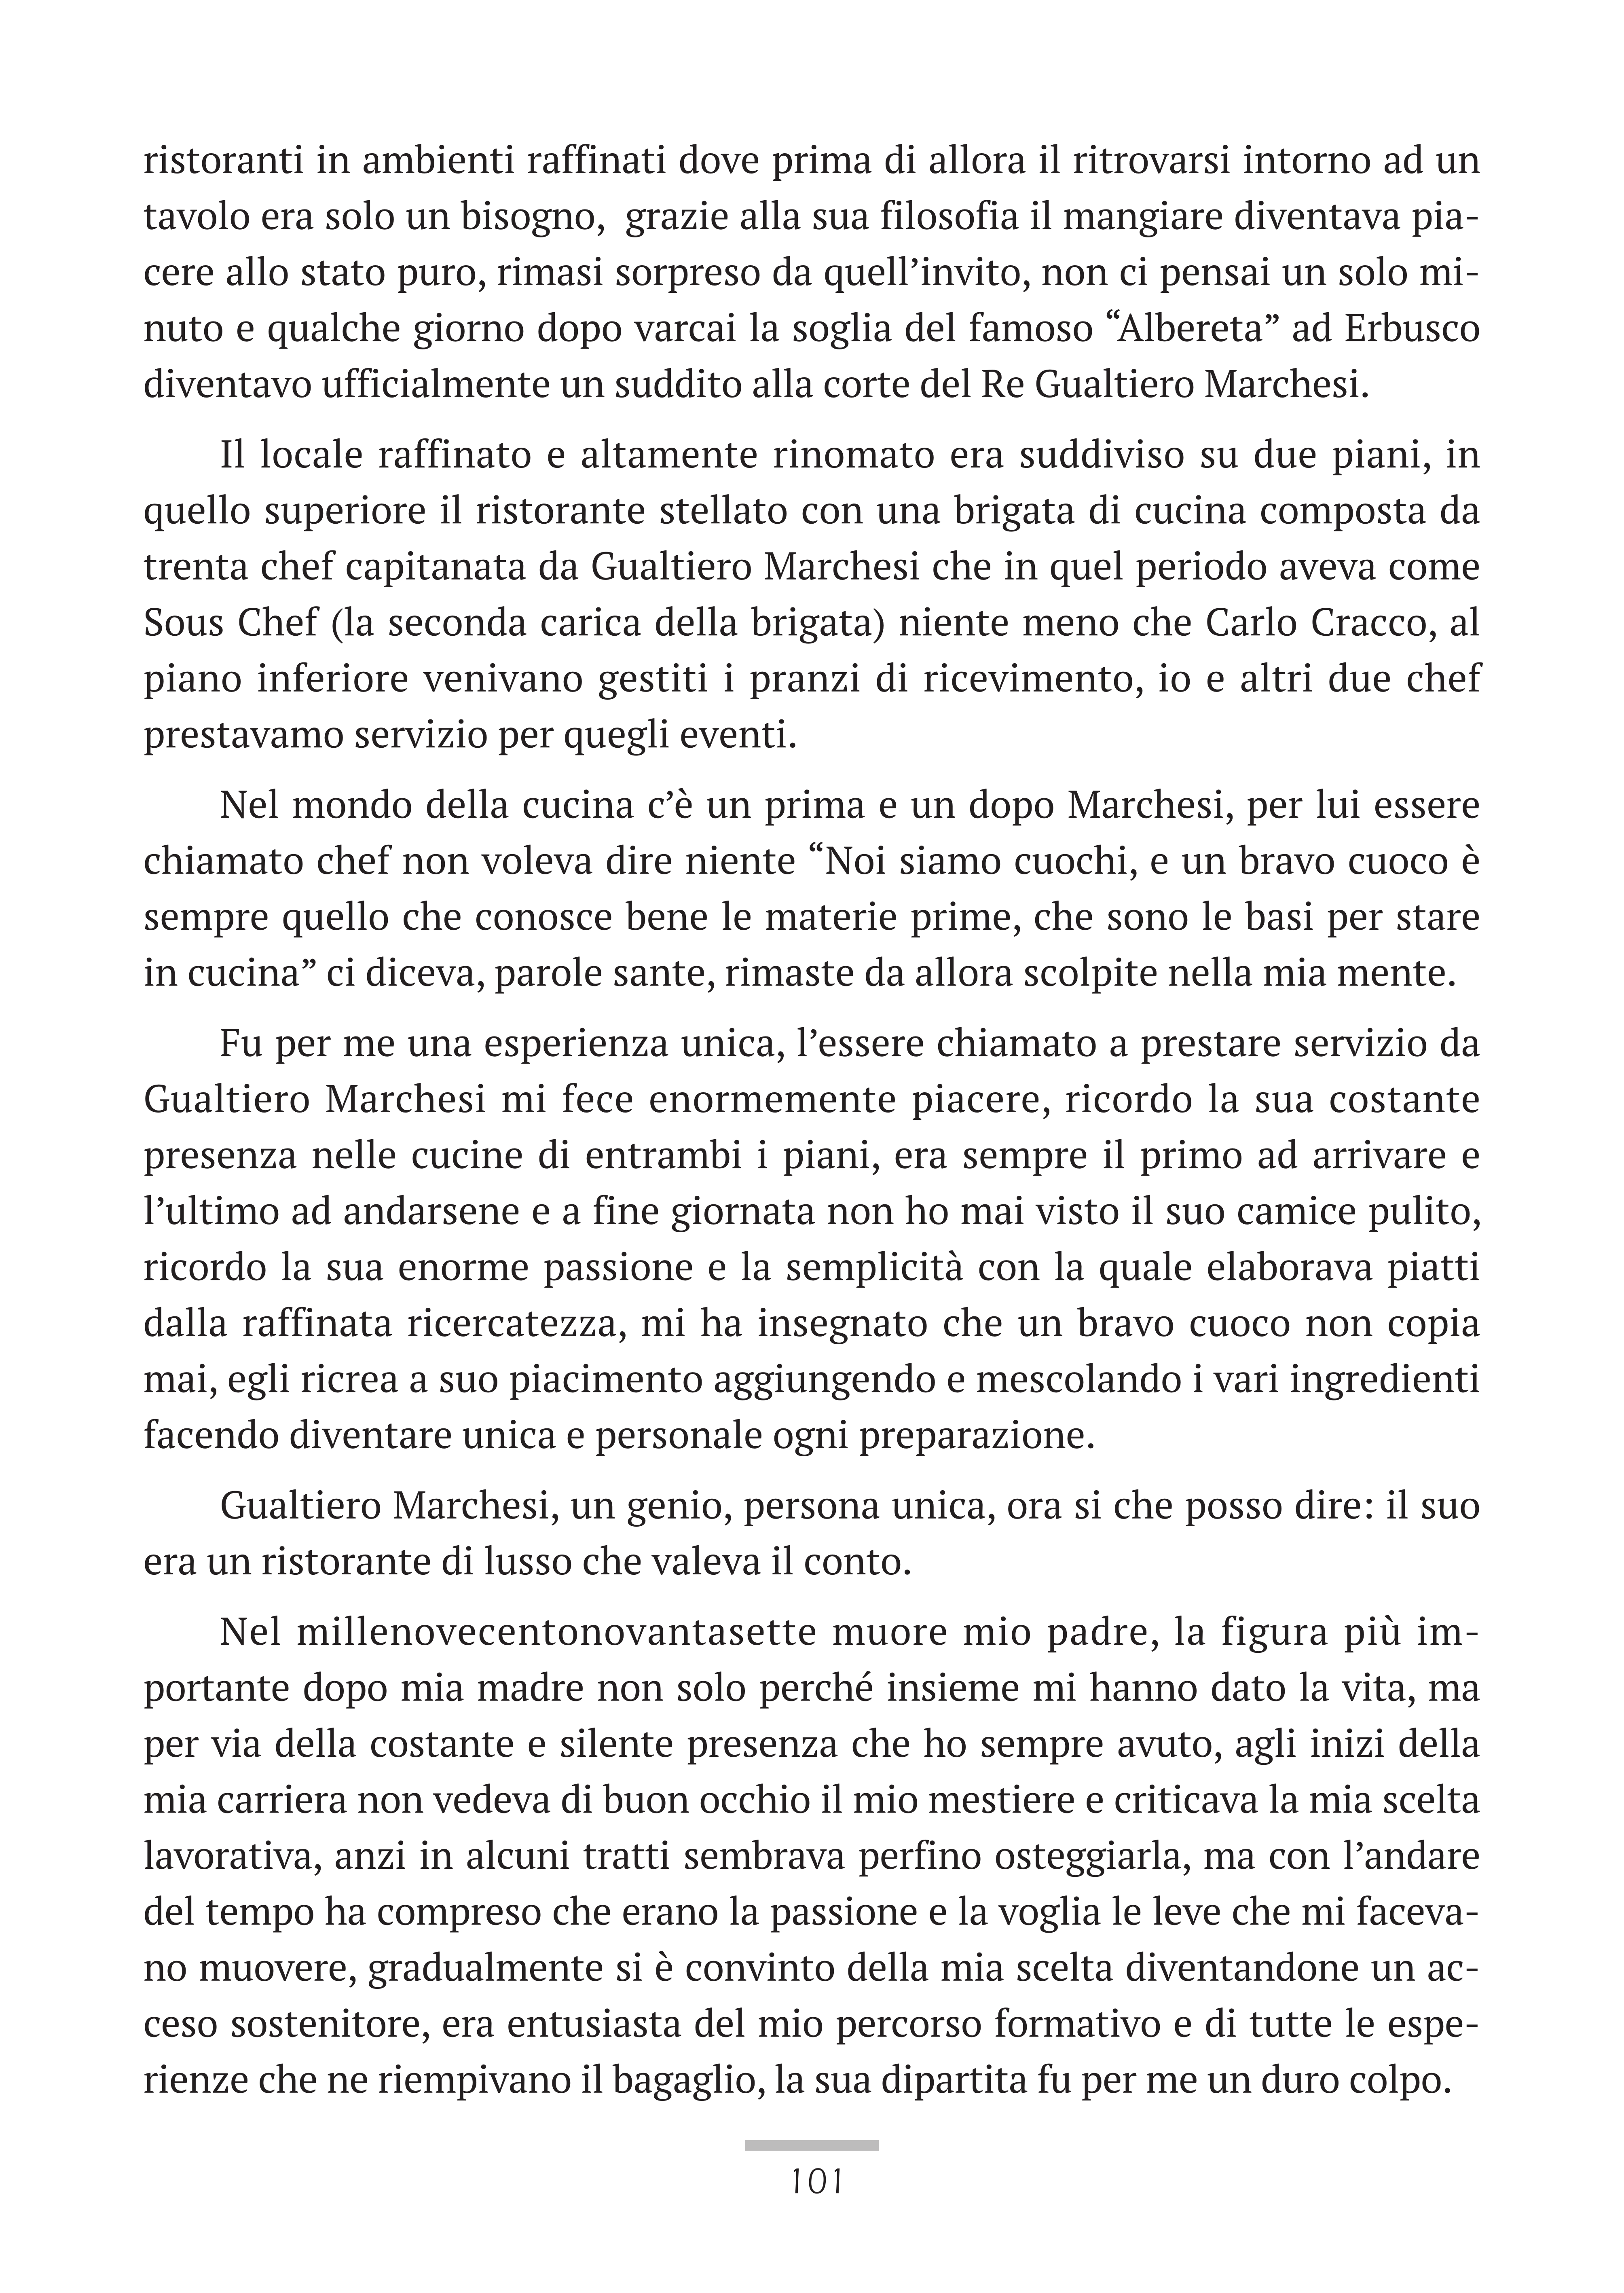 ristoranti in ambienti raffinati dove prima di allora il ritrovarsi intorno ad un
tavolo era solo un bisogno,  grazie alla sua filosofia il mangiare diventava pia-
cere allo stato puro, rimasi sorpreso da quell’invito, non ci pensai un solo mi-
nuto e qualche giorno dopo varcai la soglia del famoso “Albereta” ad Erbusco
diventavo ufficialmente un suddito alla corte del Re Gualtiero Marchesi.
Il locale raffinato e altamente rinomato era suddiviso su due piani, in
quello superiore il ristorante stellato con una brigata di cucina composta da
trenta chef capitanata da Gualtiero Marchesi che in quel periodo aveva come
Sous Chef (la seconda carica della brigata) niente meno che Carlo Cracco, al
piano inferiore venivano gestiti i pranzi di ricevimento, io e altri due chef
prestavamo servizio per quegli eventi.
Nel mondo della cucina c’è un prima e un dopo Marchesi, per lui essere
chiamato chef non voleva dire niente “Noi siamo cuochi, e un bravo cuoco è
sempre quello che conosce bene le materie prime, che sono le basi per stare
in cucina” ci diceva, parole sante, rimaste da allora scolpite nella mia mente.
Fu per me una esperienza unica, l’essere chiamato a prestare servizio da
Gualtiero Marchesi mi fece enormemente piacere, ricordo la sua costante
presenza nelle cucine di entrambi i piani, era sempre il primo ad arrivare e
l’ultimo ad andarsene e a fine giornata non ho mai visto il suo camice pulito,
ricordo la sua enorme passione e la semplicità con la quale elaborava piatti
dalla raffinata ricercatezza, mi ha insegnato che un bravo cuoco non copia
mai, egli ricrea a suo piacimento aggiungendo e mescolando i vari ingredienti
facendo diventare unica e personale ogni preparazione.
Gualtiero Marchesi, un genio, persona unica, ora si che posso dire: il suo
era un ristorante di lusso che valeva il conto.
Nel millenovecentonovantasette muore mio padre, la figura più im-
portante dopo mia madre non solo perché insieme mi hanno dato la vita, ma
per via della costante e silente presenza che ho sempre avuto, agli inizi della
mia carriera non vedeva di buon occhio il mio mestiere e criticava la mia scelta
lavorativa, anzi in alcuni tratti sembrava perfino osteggiarla, ma con l’andare
del tempo ha compreso che erano la passione e la voglia le leve che mi faceva-
no muovere, gradualmente si è convinto della mia scelta diventandone un ac-
ceso sostenitore, era entusiasta del mio percorso formativo e di tutte le espe-
rienze che ne riempivano il bagaglio, la sua dipartita fu per me un duro colpo.
101